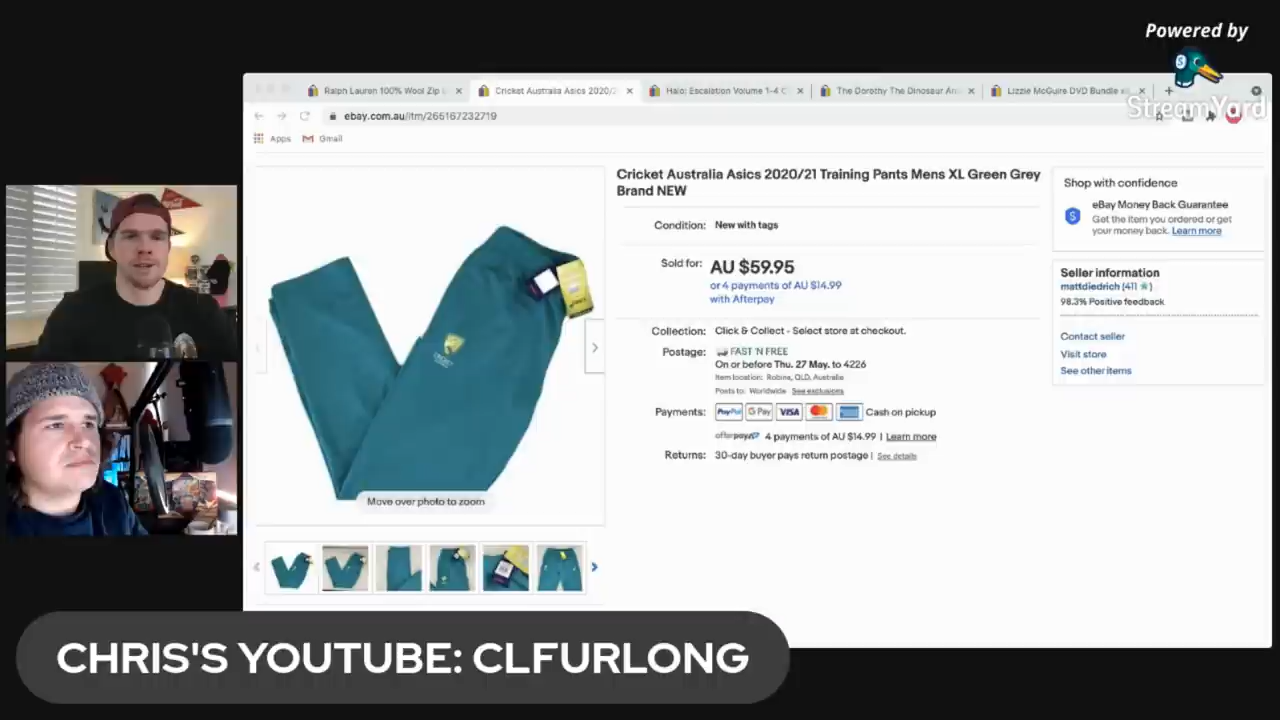 Powered by
StreamYard
Ralph Lauren 100% Wool Zip
Cricket Australia Asics 2020/2
Halo: Escalation Volume 1-4 C
The Dorothy The Dinosaur An
Lizzie McGuire DVD Bundle
ebay.com.au/itm/265167232719
Apps
Gmail
Cricket Australia Asics 2020/21 Training Pants Mens XL Green Grey
Brand NEW
Condition: New with tags
Sold for: AU $59.95
or 4 payments of AU $14.99
with Afterpay
Collection: Click & Collect - Select store at checkout.
Postage: FAST 'N FREE
On or before Thu. 27 May. to 4226
Item location: Robina, QLD, Australia
Posts to: Worldwide See exclusions
Payments: PayPal G Pay VISA Cash on pickup
afterpay 4 payments of AU $14.99 | Learn more
Returns: 30-day buyer pays return postage | See details
Shop with confidence
eBay Money Back Guarantee
Get the item you ordered or get
your money back. Learn more
Seller information
mattdiedrich (411)
98.3% Positive feedback
Contact seller
Visit store
See other items
Move over photo to zoom
CHRIS'S YOUTUBE: CLFURLONG